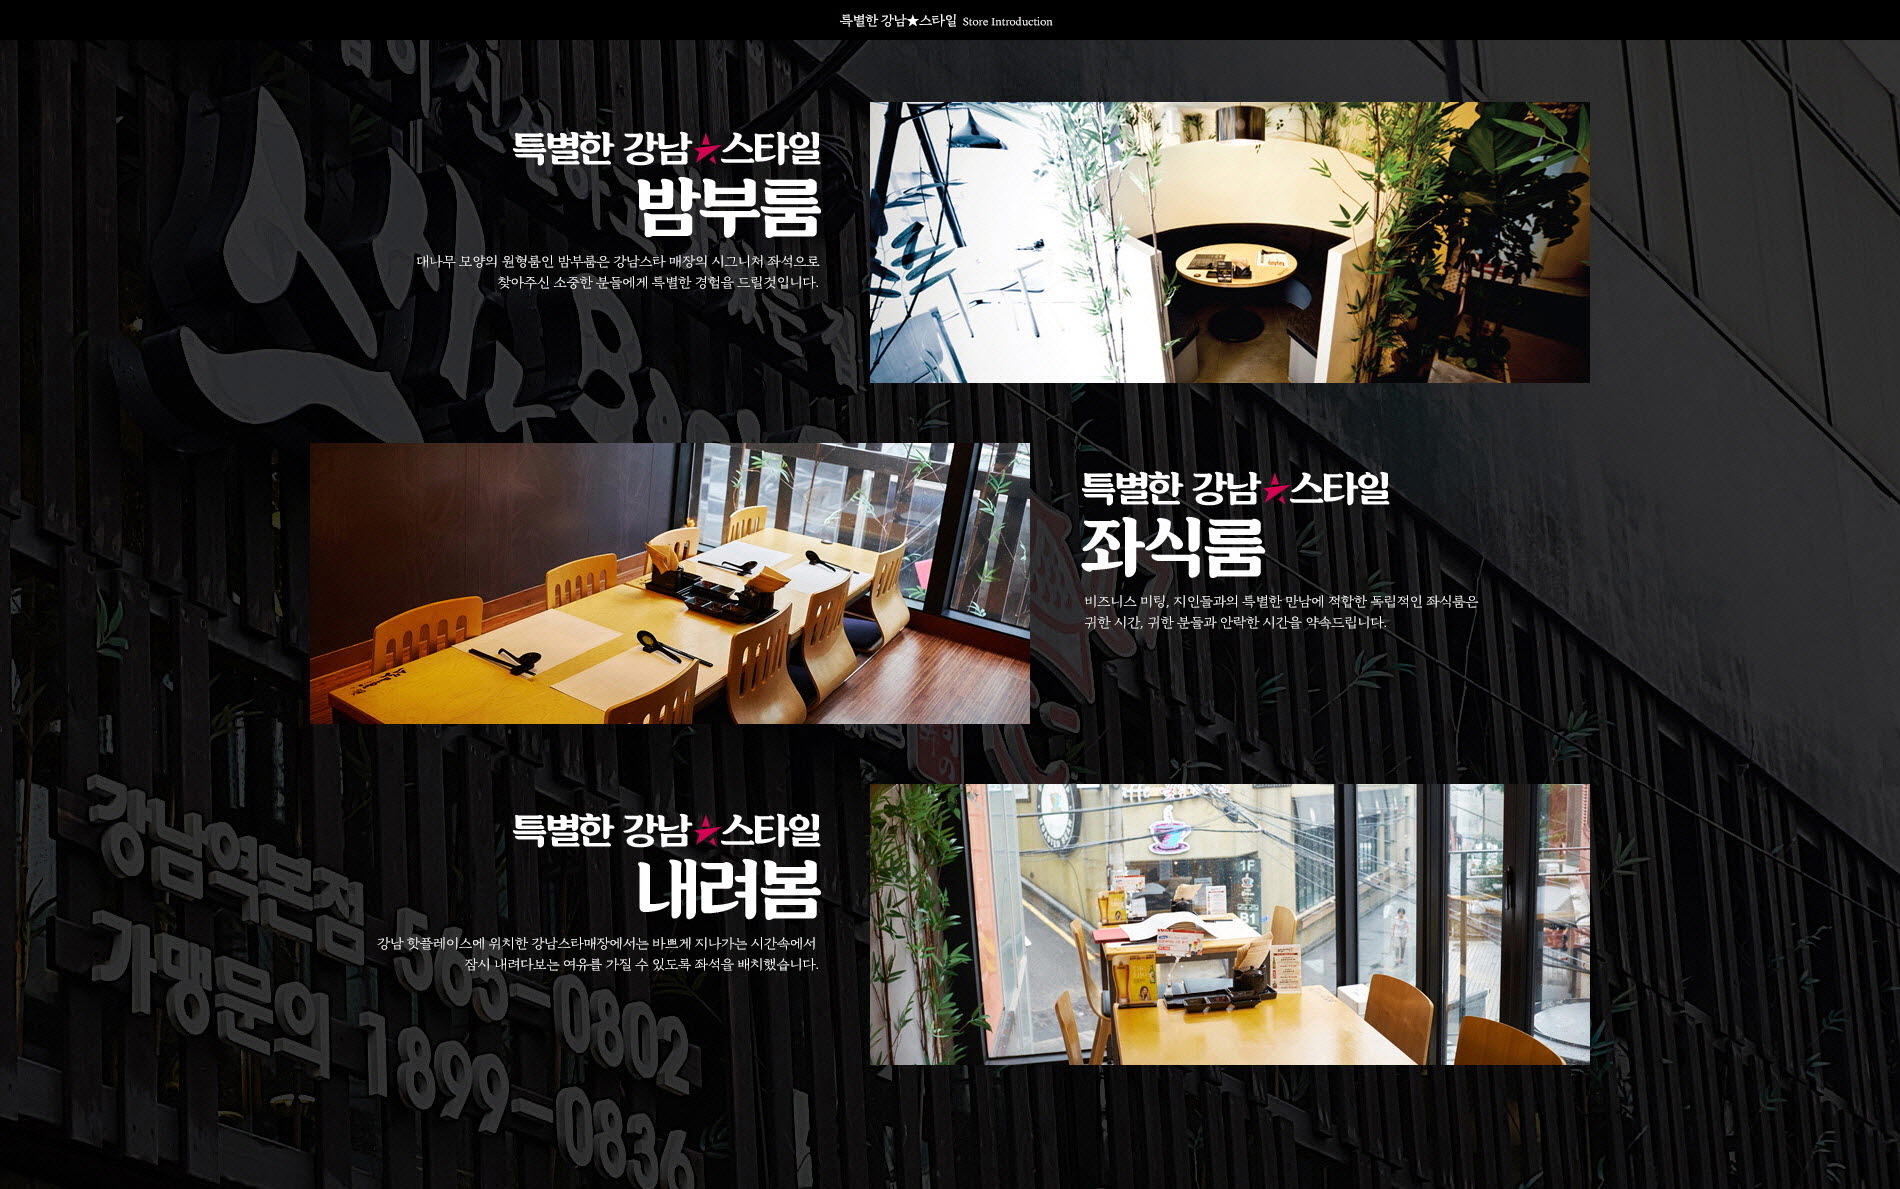 특별한 강남★스타일 Store Introduction
특별한 강남★스타일
밤부룸
대나무 모양의 원형룸인 밤부룸은 강남스타 매장의 시그니처 좌석으로
찾아주신 소중한 분들에게 특별한 경험을 드릴것입니다.
특별한 강남★스타일
좌식룸
비즈니스 미팅, 지인들과의 특별한 만남에 적합한 독립적인 좌식룸은
귀한 시간, 귀한 분들과 안락한 시간을 약속드립니다.
특별한 강남★스타일
내려봄
강남 핫플레이스에 위치한 강남스타매장에서는 바쁘게 지나가는 시간속에서
잠시 내려다보는 여유를 가질 수 있도록 좌석을 배치했습니다.
강남역본점 565-0802
가맹문의 1899-0836
1F
B1